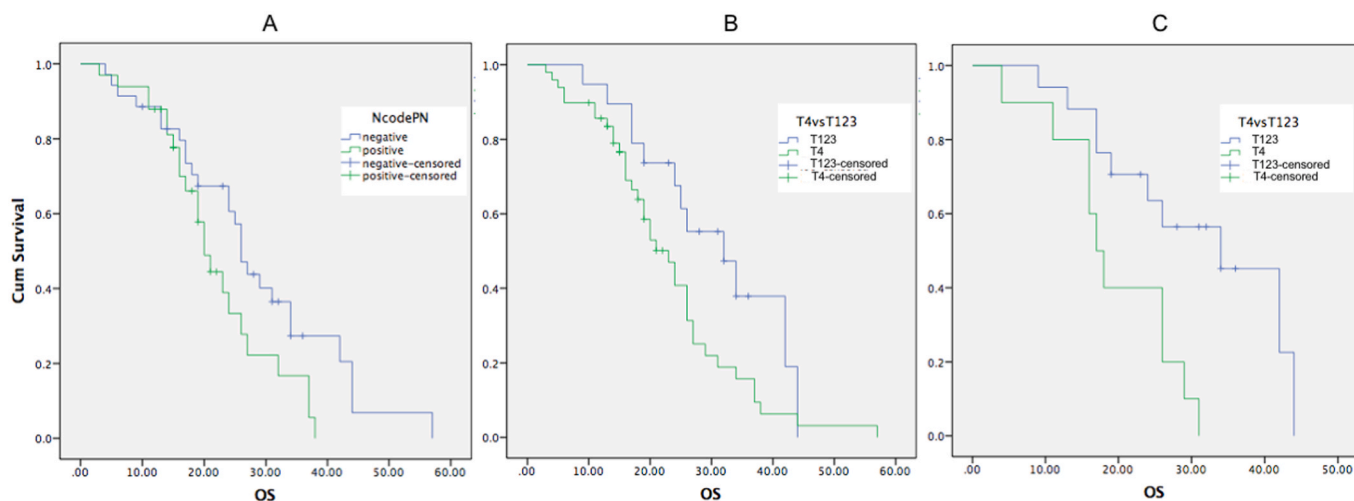 A
B
C
Cum Survival
1.0
0.8
0.6
0.4
0.2
0.0
NcodePN
negative
positive
negative-censored
positive-censored
.00
10.00
20.00
30.00
40.00
50.00
60.00
OS
1.0
0.8
0.6
0.4
0.2
0.0
T4vsT123
T123
T4
T123-censored
T4-censored
.00
10.00
20.00
30.00
40.00
50.00
60.00
OS
1.0
0.8
0.6
0.4
0.2
0.0
T4vsT123
T123
T4
T123-censored
T4-censored
.00
10.00
20.00
30.00
40.00
50.00
OS